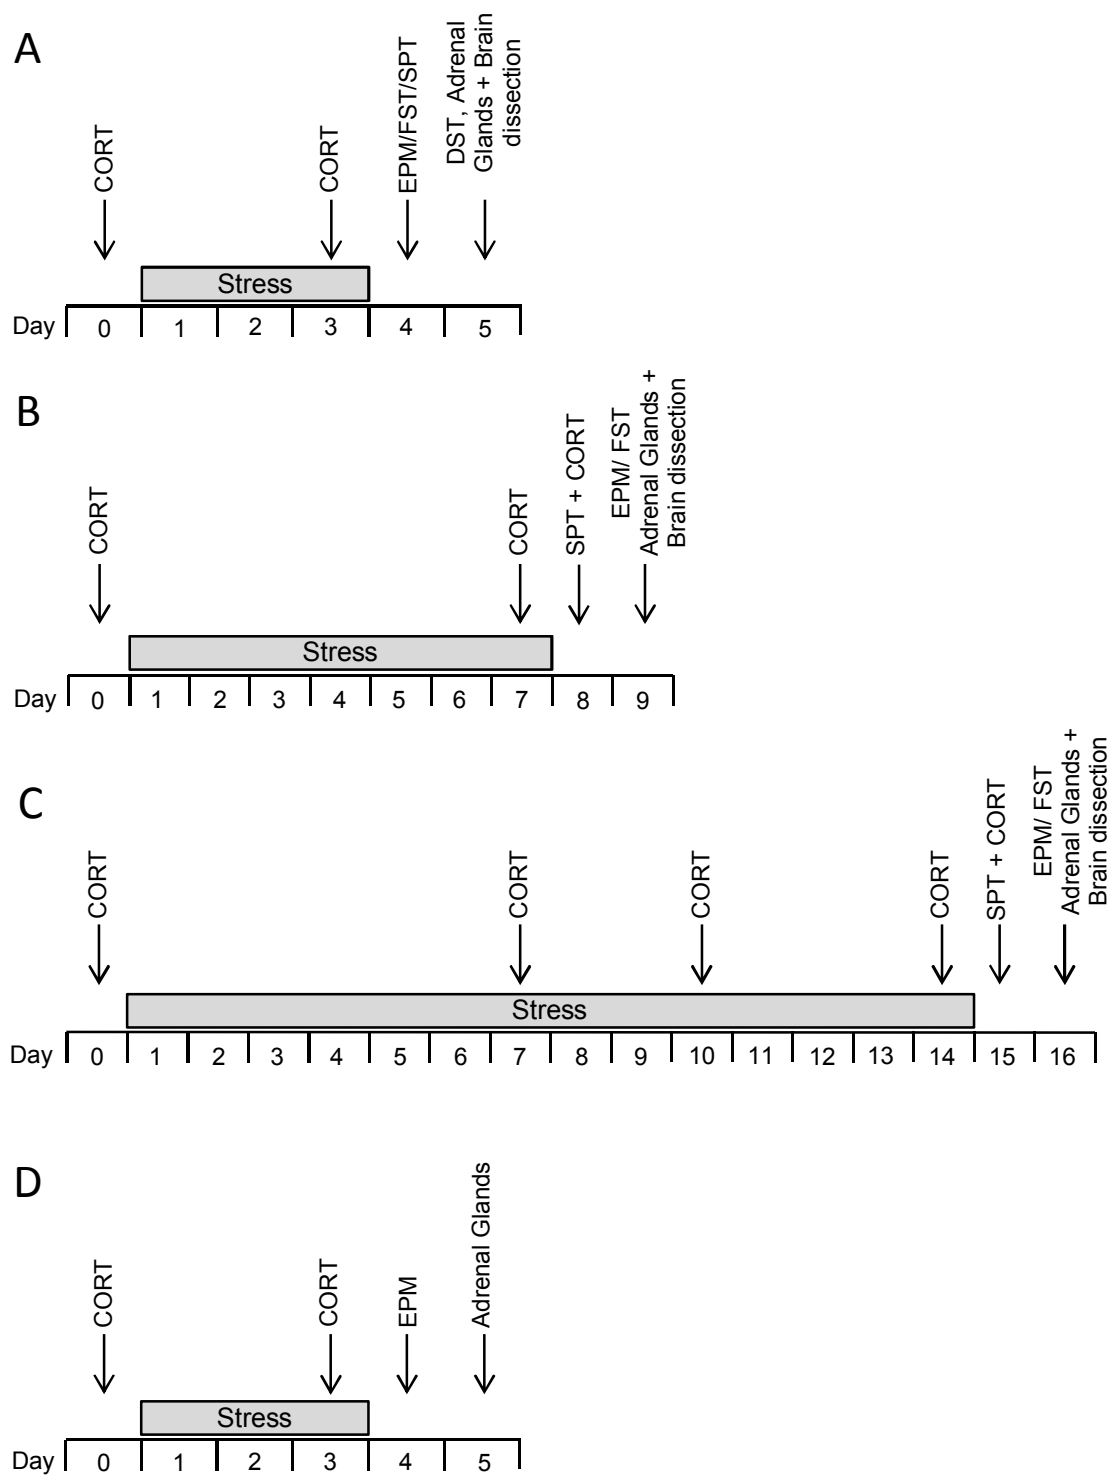 A
CORT
CORT
EPM/FST/SPT
DST, Adrenal
Glands + Brain
dissection
Stress
Day 0 1 2 3 4 5
B
CORT
CORT
SPT + CORT
EPM/ FST
Adrenal Glands +
Brain dissection
Stress
Day 0 1 2 3 4 5 6 7 8 9
C
CORT
CORT
CORT
CORT
SPT + CORT
EPM/ FST
Adrenal Glands +
Brain dissection
Stress
Day 0 1 2 3 4 5 6 7 8 9 10 11 12 13 14 15 16
D
CORT
CORT
EPM
Adrenal Glands
Stress
Day 0 1 2 3 4 5